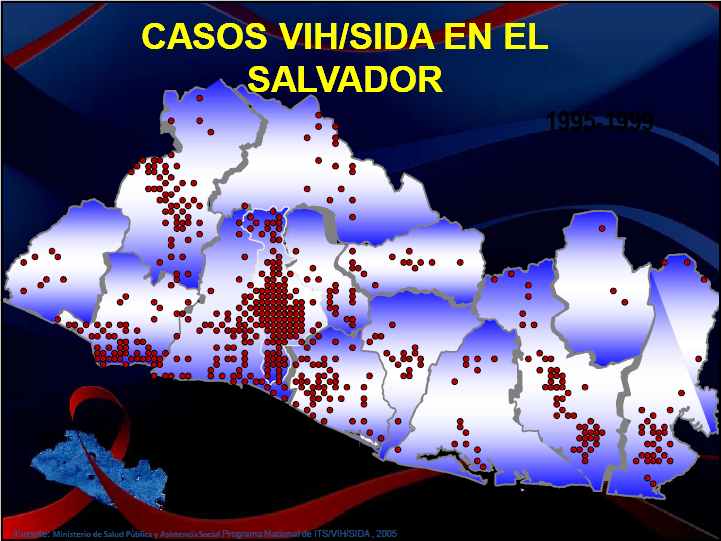 CASOS VIH/SIDA EN EL
SALVADOR
1995-1999
Fuente: Ministerio de Salud Pública y Asistencia Social Programa Nacional de ITS/VIH/SIDA , 2005